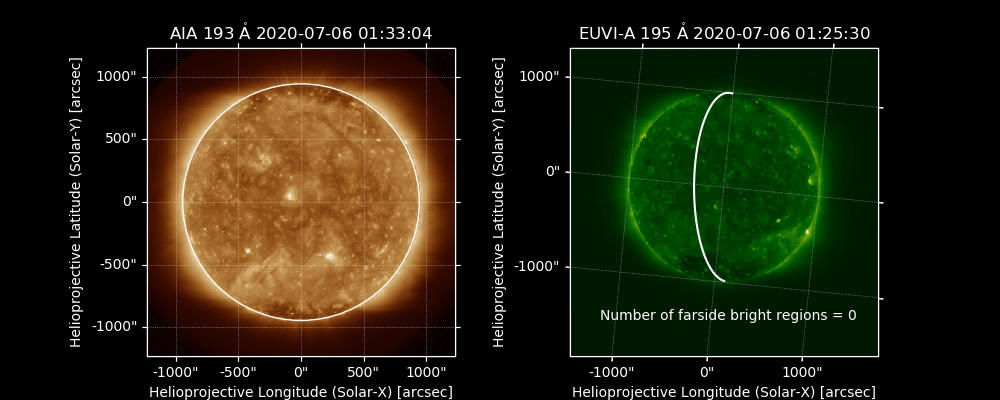 AIA 193 Å 2020-07-06 01:33:04
Helioprojective Latitude (Solar-Y) [arcsec]
1000"
500"
0"
-500"
-1000"
-1000" -500" 0" 500" 1000"
Helioprojective Longitude (Solar-X) [arcsec]
EUVI-A 195 Å 2020-07-06 01:25:30
Helioprojective Latitude (Solar-Y) [arcsec]
1000"
0"
-1000"
Number of farside bright regions = 0
-1000" 0" 1000"
Helioprojective Longitude (Solar-X) [arcsec]